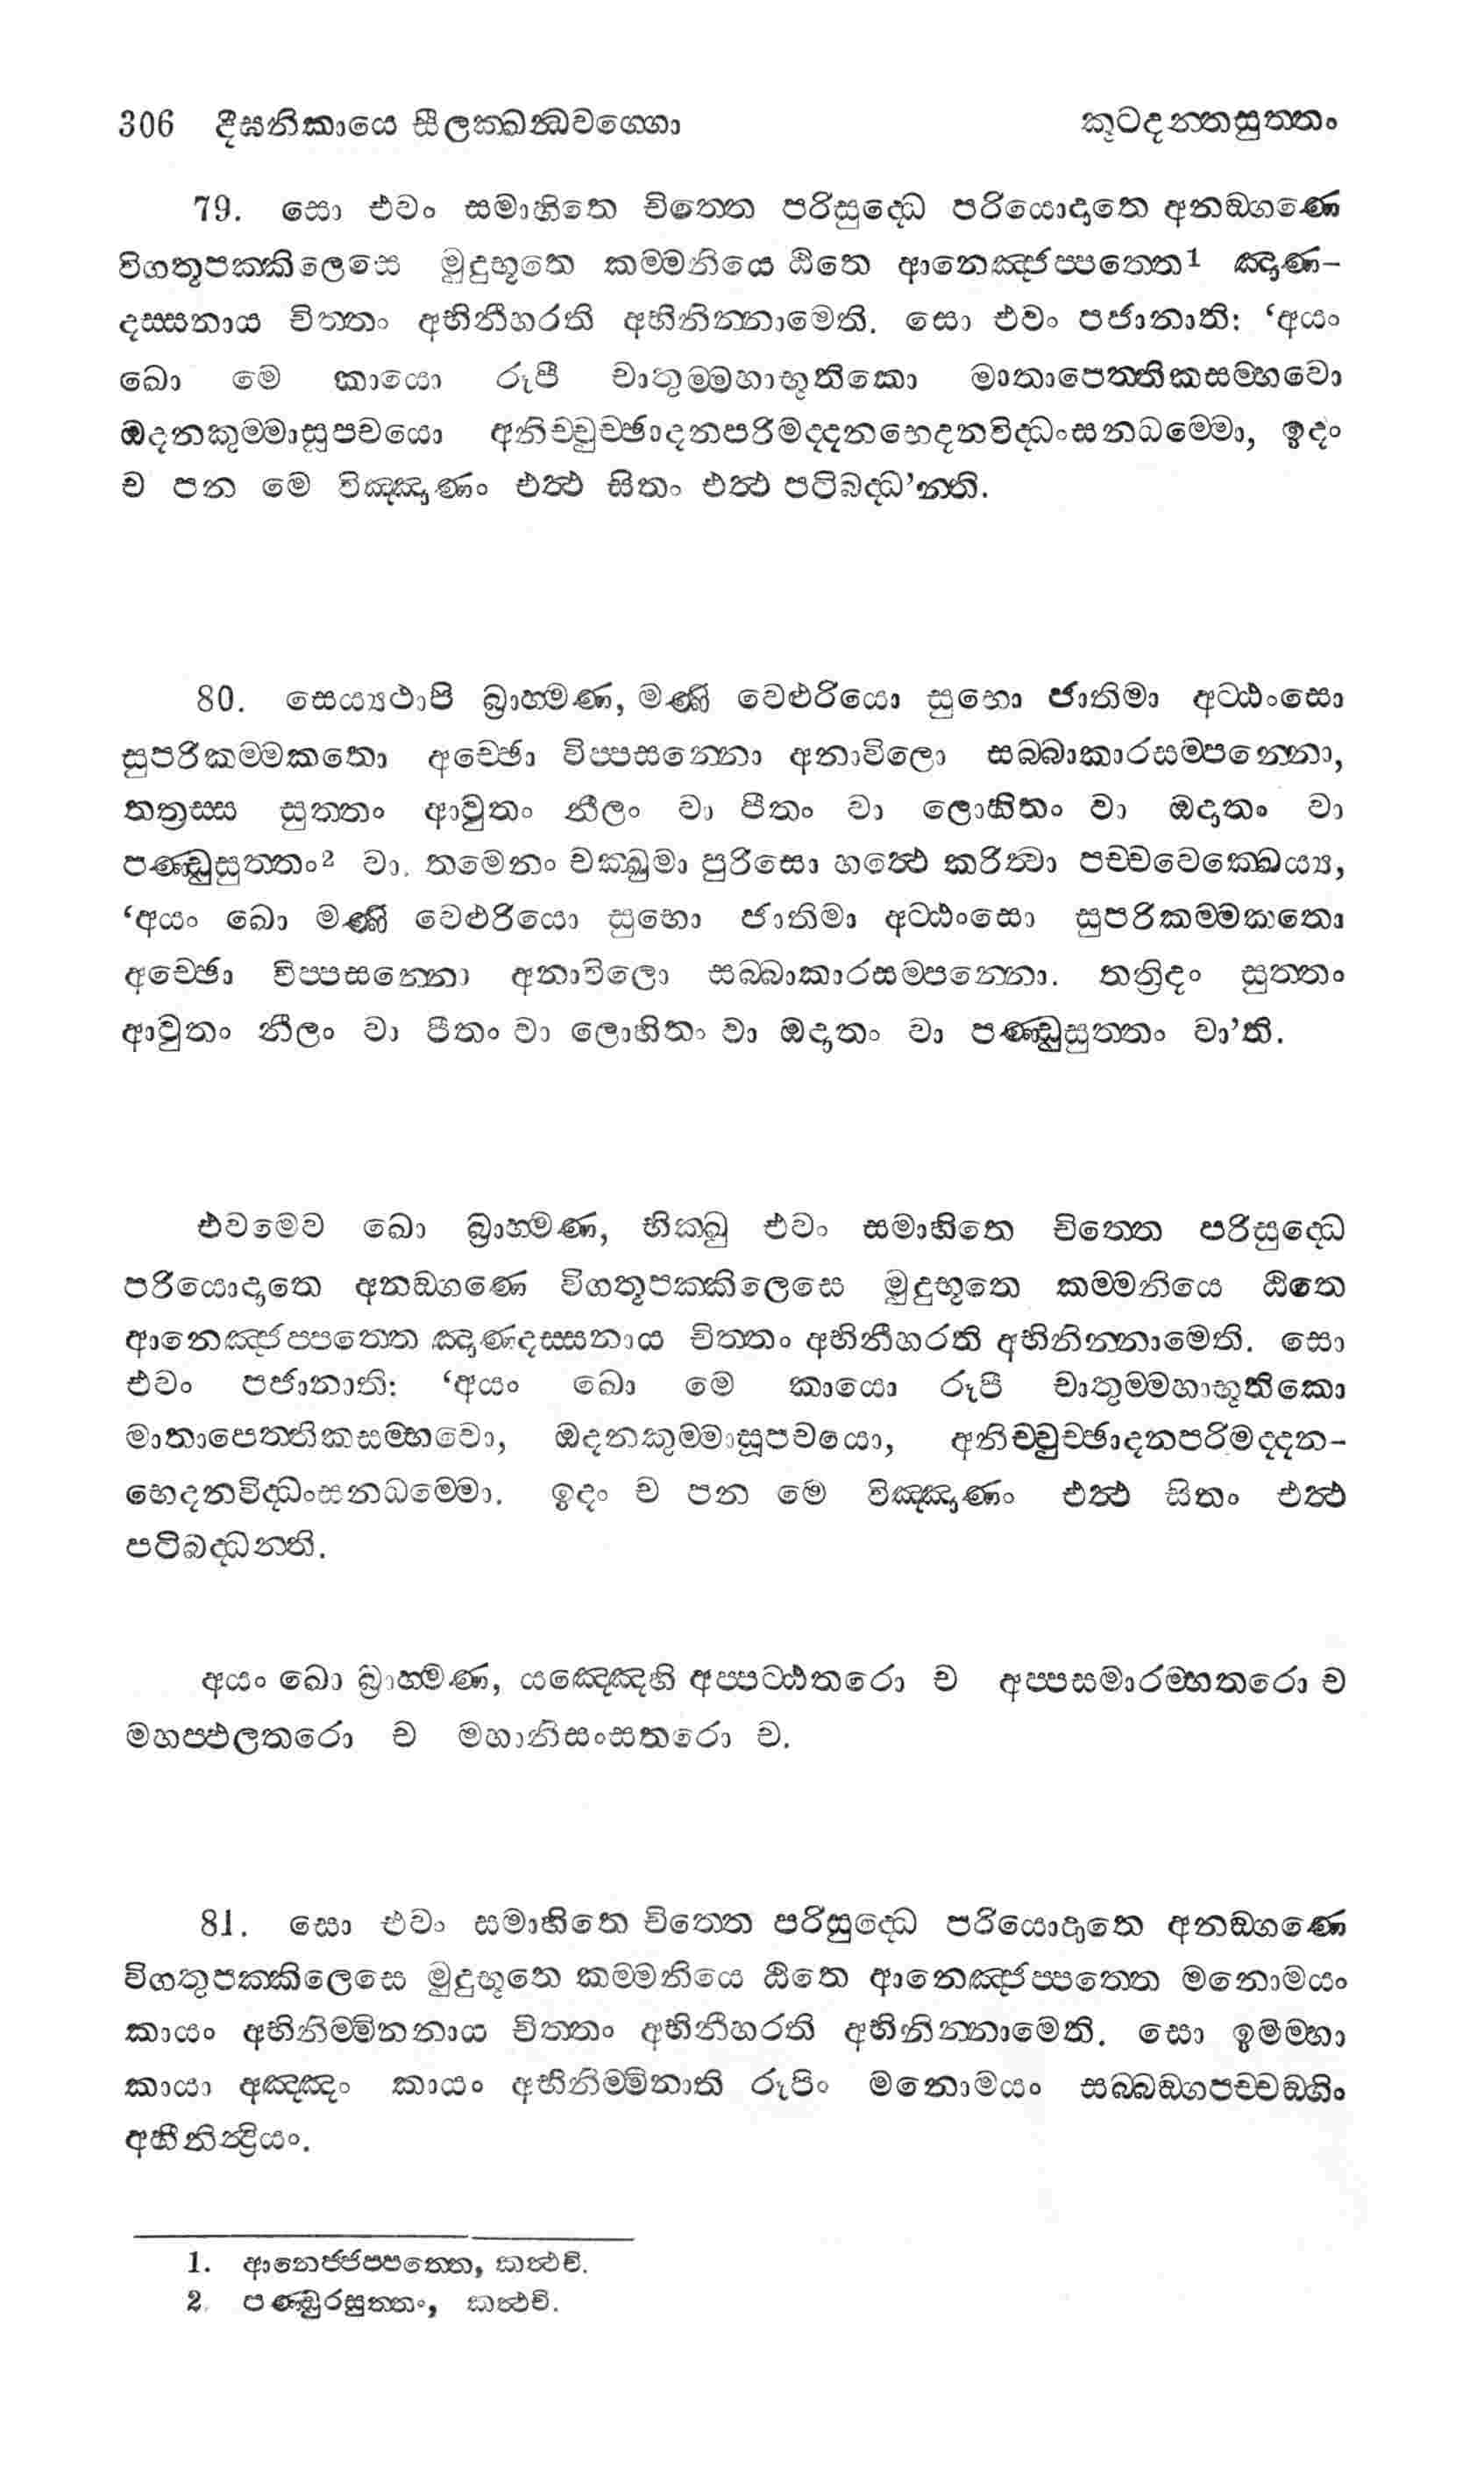 306 දීඝනිකායෙ සීලක්ඛන්ධවග්ගො කූටදන්තසුත්තං
79. සො එවං සමාහිතෙ චිත්තෙ පරිසුද්ධෙ පරියොදාතෙ අනඞ්ගණෙ
විගතූපක්කිලෙසෙ මුදුභූතෙ කම්මනියෙ ඨිතෙ ආනෙඤ්ජප්පත්තෙ1 ඤාණ-
දස්සනාය චිත්තං අභිනීහරති අභිනින්නාමෙති. සො එවං පජානාති: ‘අයං
ඛො මෙ කායො රූපී චාතුම්මහාභූතිකො මාතාපෙත්තිකසම්භවො
ඔදනකුම්මාසුපචයො අනිච්චුච්ඡාදනපරිමද්දනභෙදනවිද්ධංසනධම්මො, ඉදං
ච පන මෙ විඤ්ඤාණං එත්ථ සිතං එත්ථ පටිබද්ධ’න්ති.
80. සෙය්‍යථාපි බ්‍රාහ්මණ, මණි වෙළුරියො සුභො ජාතිමා අට්ඨංසො
සුපරිකම්මකතො අච්ඡො විප්පසන්නො අනාවිලො සබ්බාකාරසම්පන්නො,
තත්‍රස්ස සුත්තං ආවුතං නීලං වා පීතං වා ලොහිතං වා ඔදාතං වා
පණ්ඩුසුත්තං2 වා. තමෙනං චක්ඛුමා පුරිසො හත්ථෙ කරිත්වා පච්චවෙක්ඛෙය්‍ය,
‘අයං ඛො මණි වෙළුරියො සුභො ජාතිමා අට්ඨංසො සුපරිකම්මකතො
අච්ඡො විප්පසන්නො අනාවිලො සබ්බාකාරසම්පන්නො. තත්‍රිදං සුත්තං
ආවුතං නීලං වා පීතං වා ලොහිතං වා ඔදාතං වා පණ්ඩුසුත්තං වා’ති.
එවමෙව ඛො බ්‍රාහ්මණ, භික්ඛු එවං සමාහිතෙ චිත්තෙ පරිසුද්ධෙ
පරියොදාතෙ අනඞ්ගණෙ විගතූපක්කිලෙසෙ මුදුභූතෙ කම්මනියෙ ඨිතෙ
ආනෙඤ්ජප්පත්තෙ ඤාණදස්සනාය චිත්තං අභිනීහරති අභිනින්නාමෙති. සො
එවං පජානාති: ‘අයං ඛො මෙ කායො රූපී චාතුම්මහාභූතිකො
මාතාපෙත්තිකසම්භවො, ඔදනකුම්මාසූපචයො, අනිච්චුච්ඡාදනපරිමද්දන-
භෙදනවිද්ධංසනධම්මො. ඉදං ච පන මෙ විඤ්ඤාණං එත්ථ සිතං එත්ථ
පටිබද්ධන්ති.
අයං ඛො බ්‍රාහ්මණ, යඤ්ඤෙහි අප්පට්ඨතරො ච අප්පසමාරම්භතරො ච
මහප්ඵලතරො ච මහානිසංසතරො ච.
81. සො එවං සමාහිතෙ චිත්තෙ පරිසුද්ධෙ පරියොදාතෙ අනඞ්ගණෙ
විගතුපක්කිලෙසෙ මුදුභූතෙ කම්මනියෙ ඨිතෙ ආනෙඤ්ජප්පත්තෙ මනොමයං
කායං අභිනිම්මිනනාය චිත්තං අභිනීහරති අභිනින්නාමෙති. සො ඉමම්හා
කායා අඤ්ඤං කායං අභිනිම්මිනාති රූපිං මනොමයං සබ්බඞ්ගපච්චඞ්ගිං
අහීනින්ද්‍රියං.
1. ආනෙජ්ජප්පත්තෙ, කත්ථචි.
2. පණ්ඩුරසුත්තං, කත්ථචි.